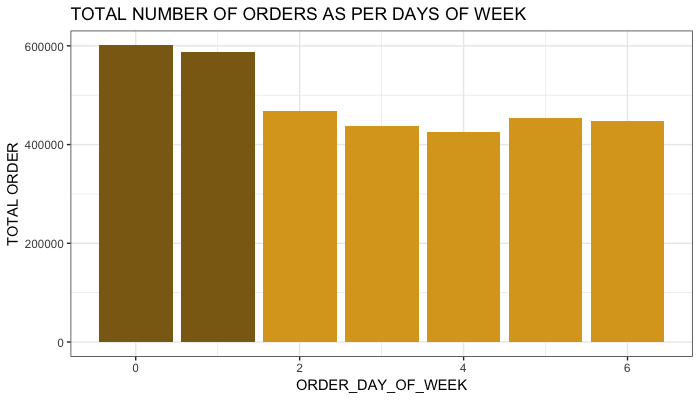 TOTAL NUMBER OF ORDERS AS PER DAYS OF WEEK
TOTAL ORDER
600000
400000
200000
0
0 2 4 6
ORDER_DAY_OF_WEEK